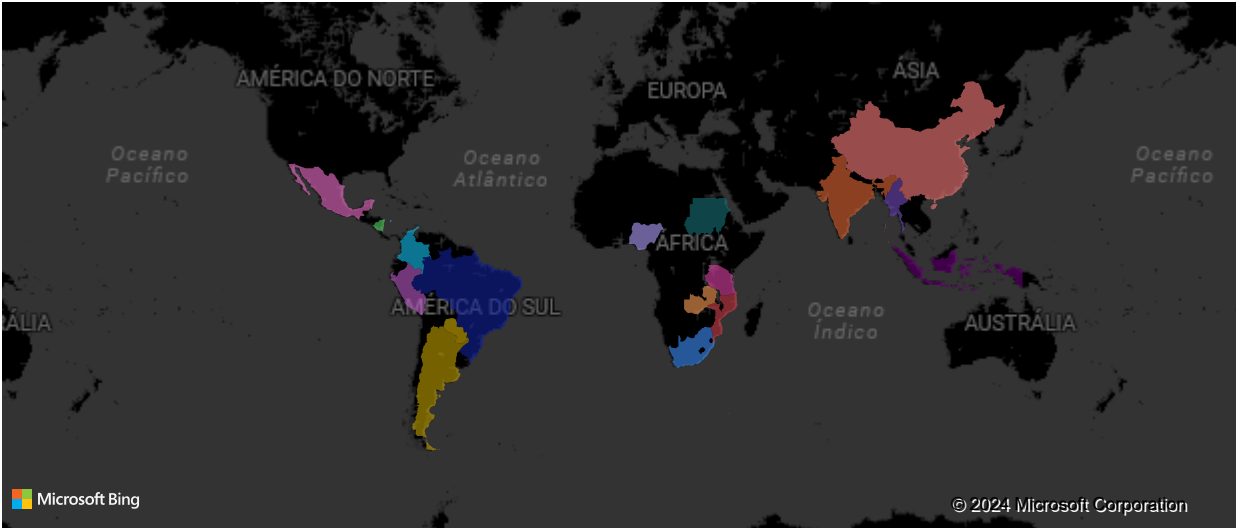 AMÉRICA DO NORTE
EUROPA
ÁSIA
Oceano
Pacífico
Oceano
Atlântico
Oceano
Pacífico
ÁFRICA
AMÉRICA DO SUL
Oceano
Índico
RÁLIA
AUSTRÁLIA
Microsoft Bing
© 2024 Microsoft Corporation